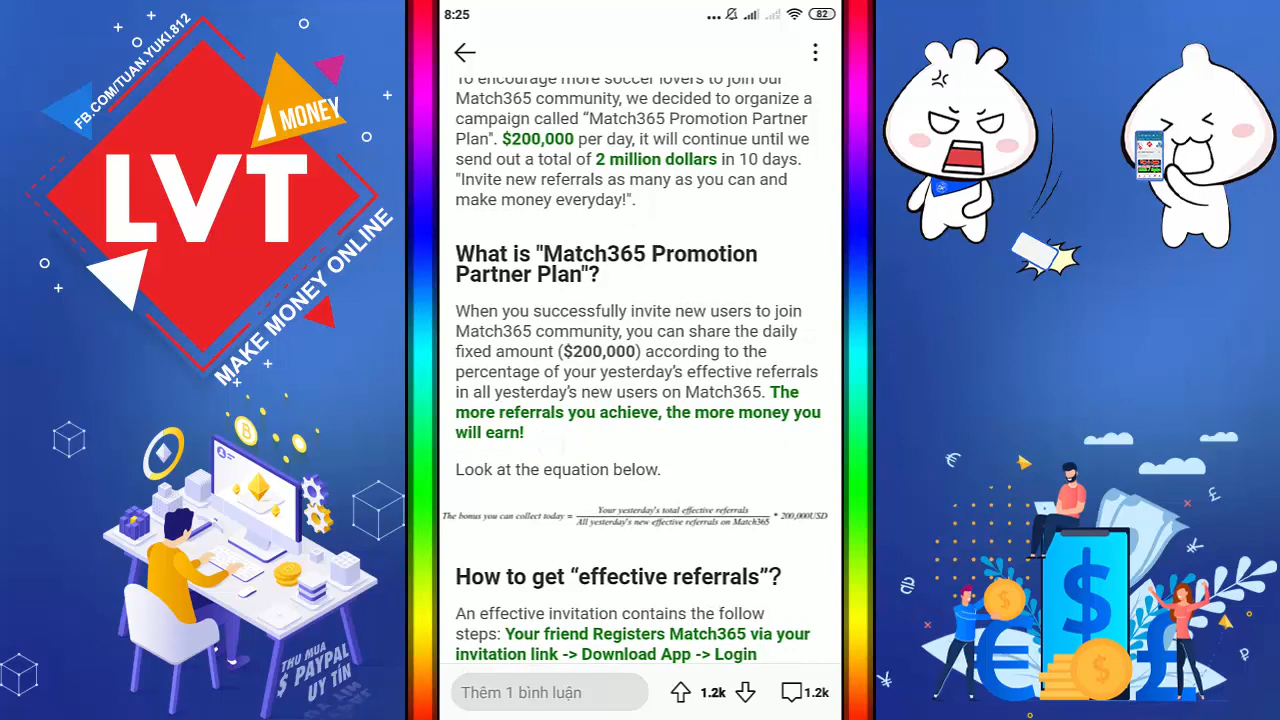 FB.COM/TUAN.YUKI.812
MONEY
LVT
MAKE MONEY ONLINE
THU MUA
$ PAYPAL
UY TÍN
8:25
82
To encourage more soccer lovers to join our
Match365 community, we decided to organize a
campaign called “Match365 Promotion Partner
Plan". $200,000 per day, it will continue until we
send out a total of 2 million dollars in 10 days.
"Invite new referrals as many as you can and
make money everyday!".
What is "Match365 Promotion
Partner Plan"?
When you successfully invite new users to join
Match365 community, you can share the daily
fixed amount ($200,000) according to the
percentage of your yesterday’s effective referrals
in all yesterday’s new users on Match365. The
more referrals you achieve, the more money you
will earn!
Look at the equation below.
The bonus you can collect today = Your yesterday's total effective referrals
All yesterday's new effective referrals on Match365 * 200,000USD
How to get “effective referrals”?
An effective invitation contains the follow
steps: Your friend Registers Match365 via your
invitation link -> Download App -> Login
Thêm 1 bình luận
1.2k
1.2k